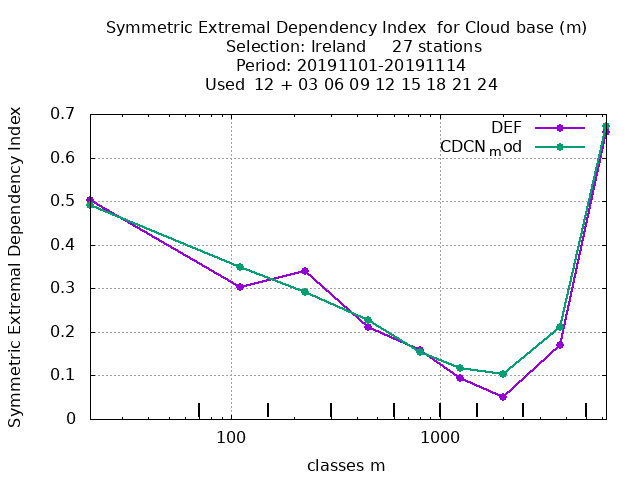 Symmetric Extremal Dependency Index  for Cloud base (m)
Selection: Ireland     27 stations
Period: 20191101-20191114
Used  12 + 03 06 09 12 15 18 21 24
DEF
CDCN_mod
Symmetric Extremal Dependency Index
0.7
0.6
0.5
0.4
0.3
0.2
0.1
0
100
1000
classes m